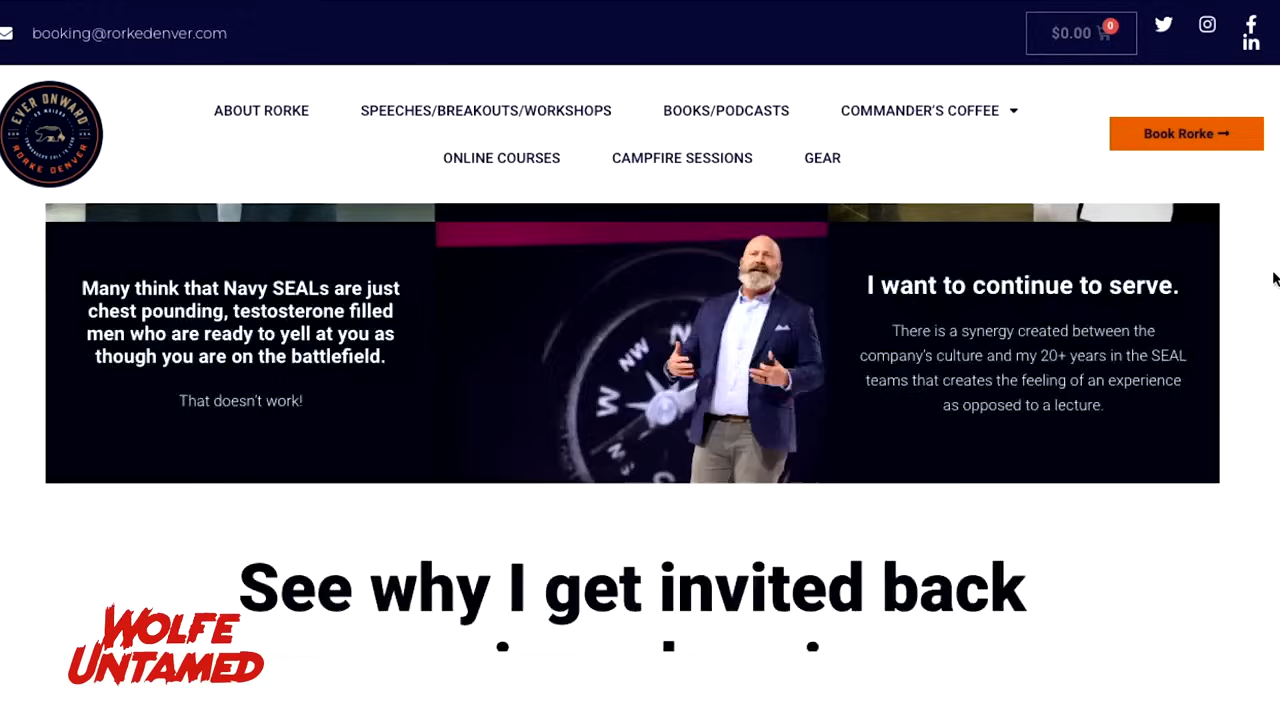 booking@rorkedenver.com
$0.00 0
EVER ONWARD
RORKE DENVER
ABOUT RORKE SPEECHES/BREAKOUTS/WORKSHOPS BOOKS/PODCASTS COMMANDER'S COFFEE
ONLINE COURSES CAMPFIRE SESSIONS GEAR
Book Rorke
Many think that Navy SEALs are just
chest pounding, testosterone filled
men who are ready to yell at you as
though you are on the battlefield.
That doesn't work!
N
NW
W
I want to continue to serve.
There is a synergy created between the
company's culture and my 20+ years in the SEAL
teams that creates the feeling of an experience
as opposed to a lecture.
See why I get invited back
WOLFE
UNTAMED